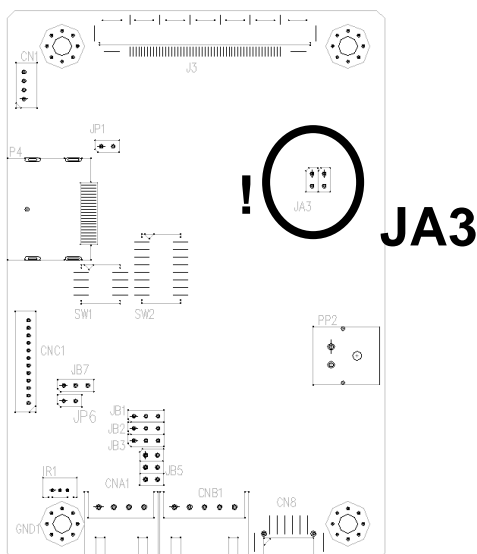 J3
CN1
JP1
P4
!
JA3
JA3
SW1
SW2
PP2
CNC1
JB7
JP6
JB1
JB2
JB3
JB5
IR1
CNA1
CNB1
CN8
GND1